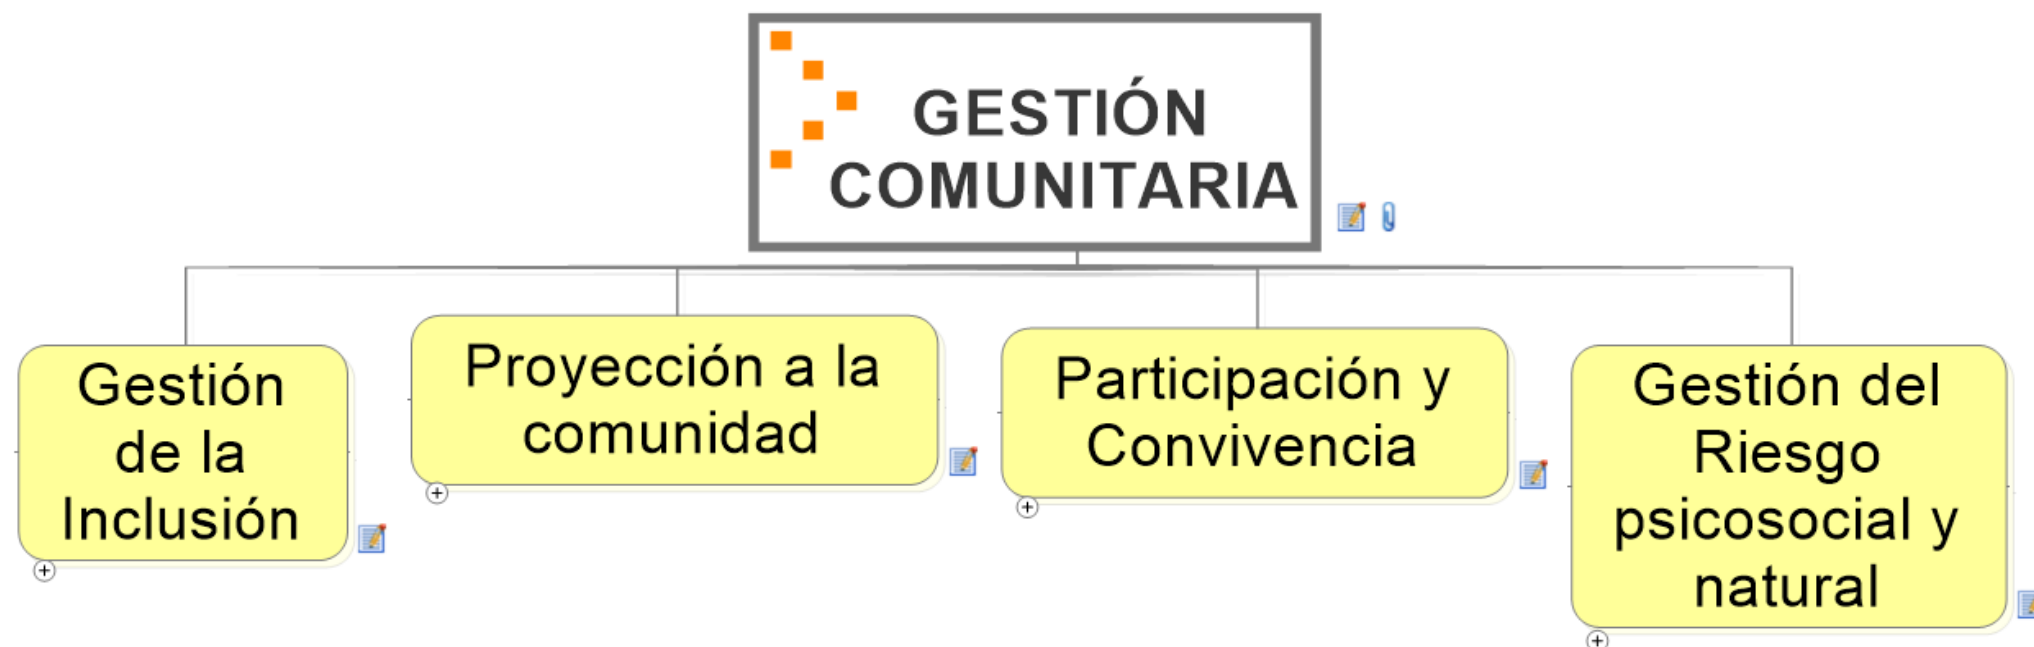 GESTIÓN
COMUNITARIA
Gestión
de la
Inclusión
Proyección a la
comunidad
Participación y
Convivencia
Gestión del
Riesgo
psicosocial y
natural